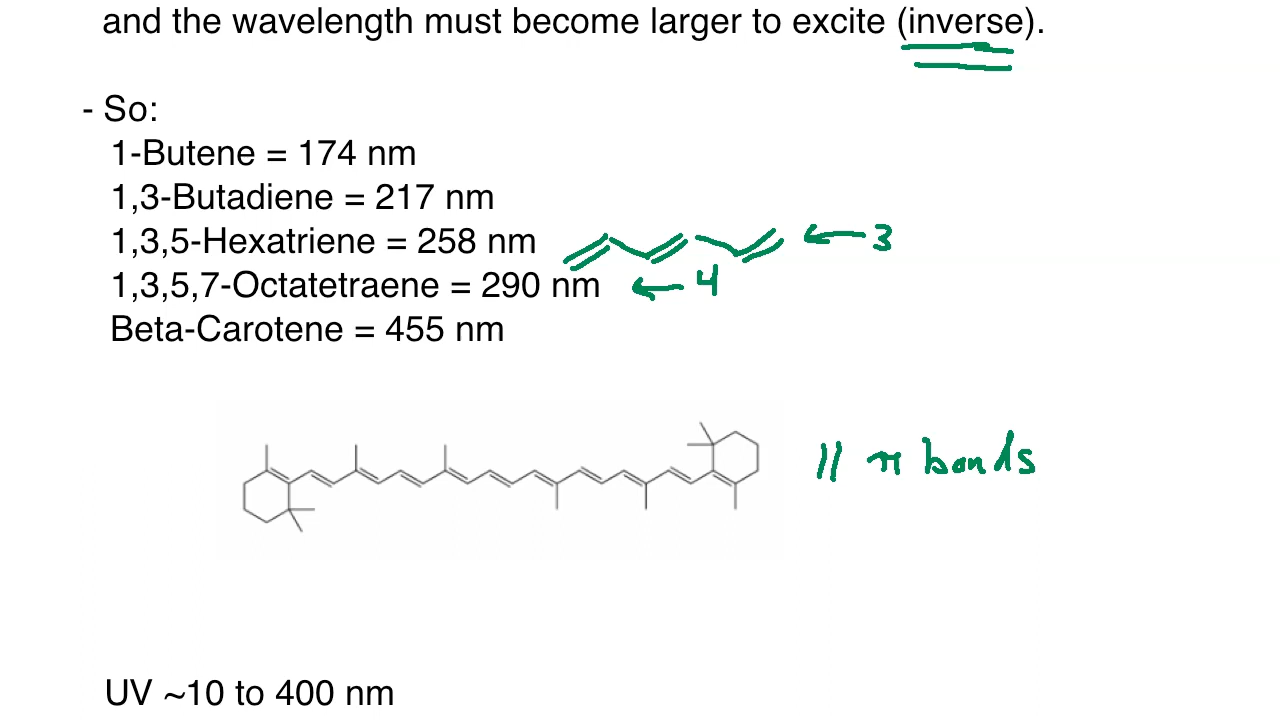 and the wavelength must become larger to excite (inverse).
- So:
1-Butene = 174 nm
1,3-Butadiene = 217 nm
1,3,5-Hexatriene = 258 nm ← 3
1,3,5,7-Octatetraene = 290 nm ← 4
Beta-Carotene = 455 nm
11 π bonds
UV ~10 to 400 nm